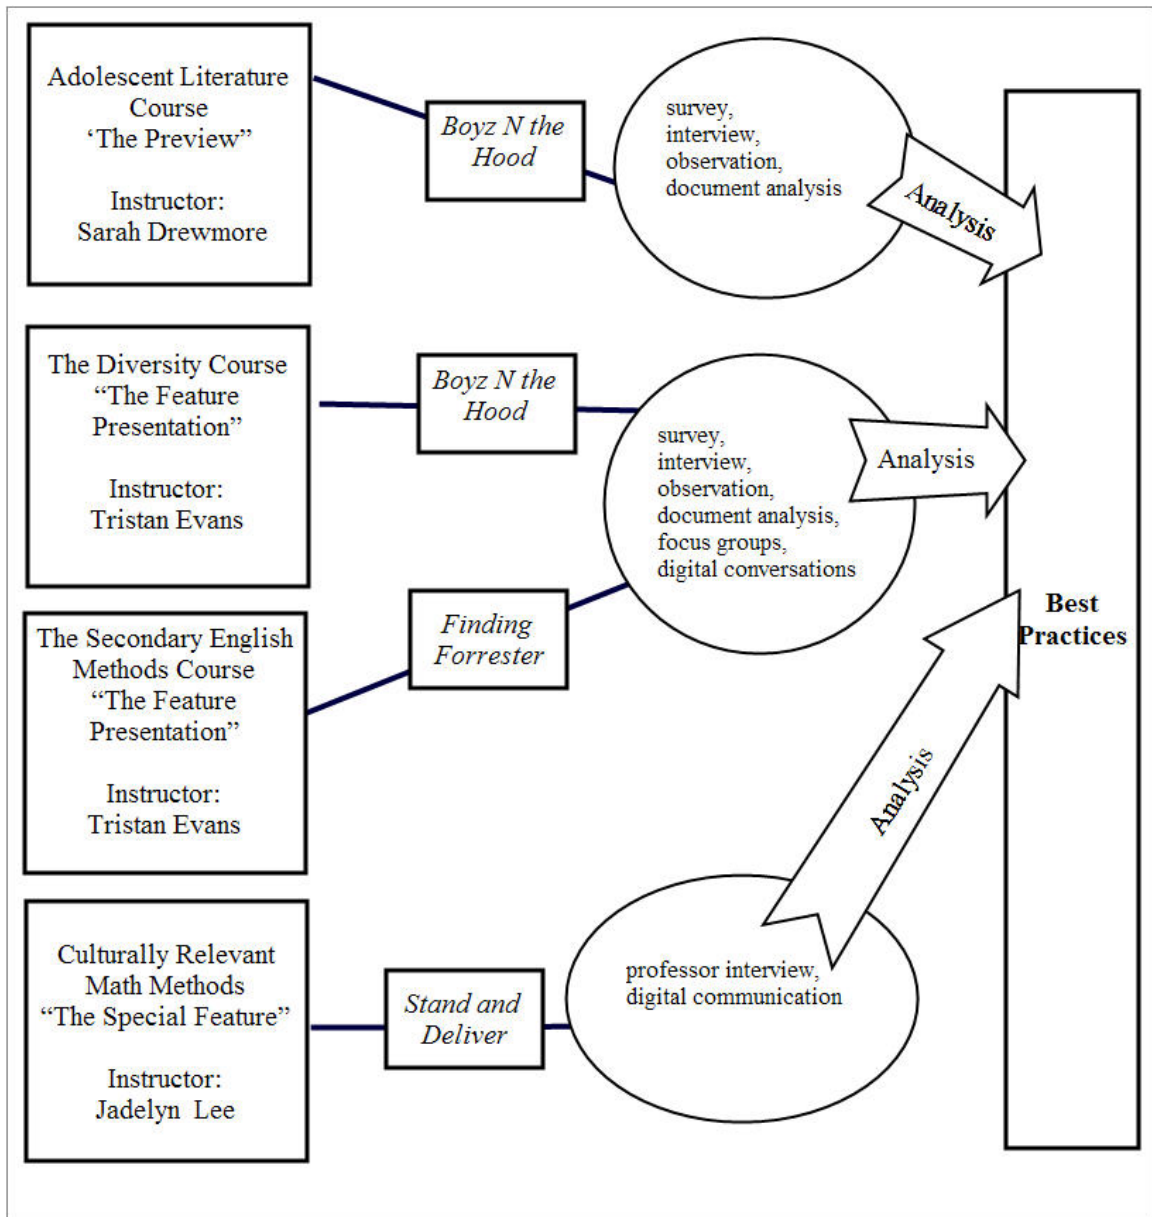 Adolescent Literature
Course
‘The Preview”
Instructor:
Sarah Drewmore
Boyz N the
Hood
survey,
interview,
observation,
document analysis
Analysis
The Diversity Course
“The Feature
Presentation”
Instructor:
Tristan Evans
Boyz N the
Hood
survey,
interview,
observation,
document analysis,
focus groups,
digital conversations
Analysis
The Secondary English
Methods Course
“The Feature
Presentation”
Instructor:
Tristan Evans
Finding
Forrester
Culturally Relevant
Math Methods
“The Special Feature”
Instructor:
Jadelyn Lee
Stand and
Deliver
professor interview,
digital communication
Analysis
Best
Practices